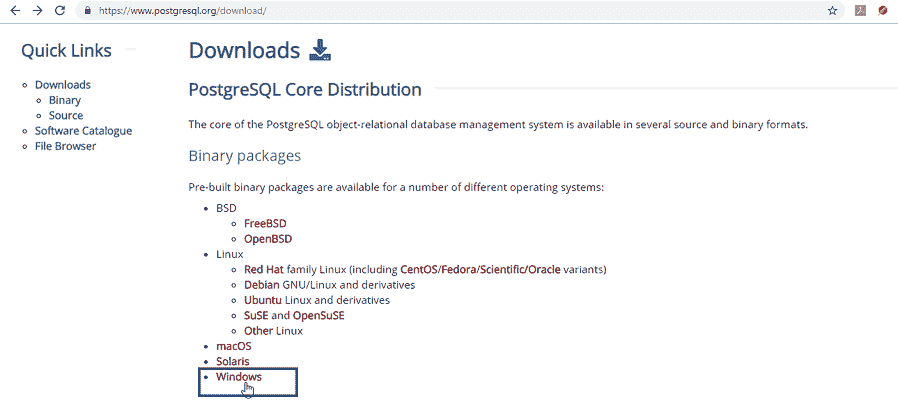 https://www.postgresql.org/download/
Quick Links
Downloads
Binary
Source
Software Catalogue
File Browser
Downloads
PostgreSQL Core Distribution
The core of the PostgreSQL object-relational database management system is available in several source and binary formats.
Binary packages
Pre-built binary packages are available for a number of different operating systems:
BSD
FreeBSD
OpenBSD
Linux
Red Hat family Linux (including CentOS/Fedora/Scientific/Oracle variants)
Debian GNU/Linux and derivatives
Ubuntu Linux and derivatives
SuSE and OpenSuSE
Other Linux
macOS
Solaris
Windows